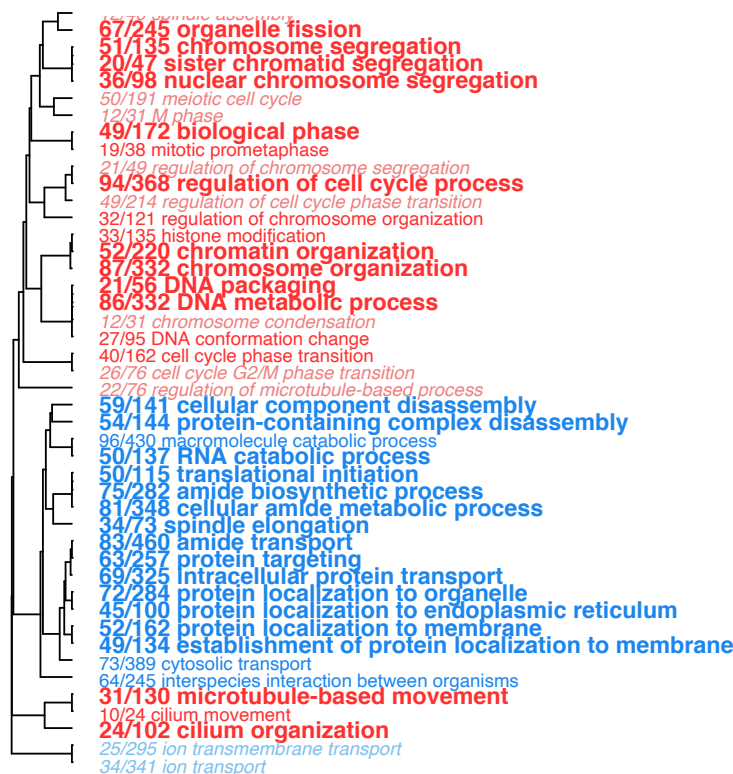 12/40 spindle assembly
67/245 organelle fission
51/135 chromosome segregation
20/47 sister chromatid segregation
36/98 nuclear chromosome segregation
50/191 meiotic cell cycle
12/31 M phase
49/172 biological phase
19/38 mitotic prometaphase
21/49 regulation of chromosome segregation
94/368 regulation of cell cycle process
49/214 regulation of cell cycle phase transition
32/121 regulation of chromosome organization
33/135 histone modification
52/220 chromatin organization
87/332 chromosome organization
21/56 DNA packaging
86/332 DNA metabolic process
12/31 chromosome condensation
27/95 DNA conformation change
40/162 cell cycle phase transition
26/76 cell cycle G2/M phase transition
22/76 regulation of microtubule-based process
59/141 cellular component disassembly
54/144 protein-containing complex disassembly
96/430 macromolecule catabolic process
50/137 RNA catabolic process
50/115 translational initiation
75/282 amide biosynthetic process
81/348 cellular amide metabolic process
34/73 spindle elongation
83/460 amide transport
63/257 protein targeting
69/325 intracellular protein transport
72/284 protein localization to organelle
45/100 protein localization to endoplasmic reticulum
52/162 protein localization to membrane
49/134 establishment of protein localization to membrane
73/389 cytosolic transport
64/245 interspecies interaction between organisms
31/130 microtubule-based movement
10/24 cilium movement
24/102 cilium organization
25/295 ion transmembrane transport
34/341 ion transport